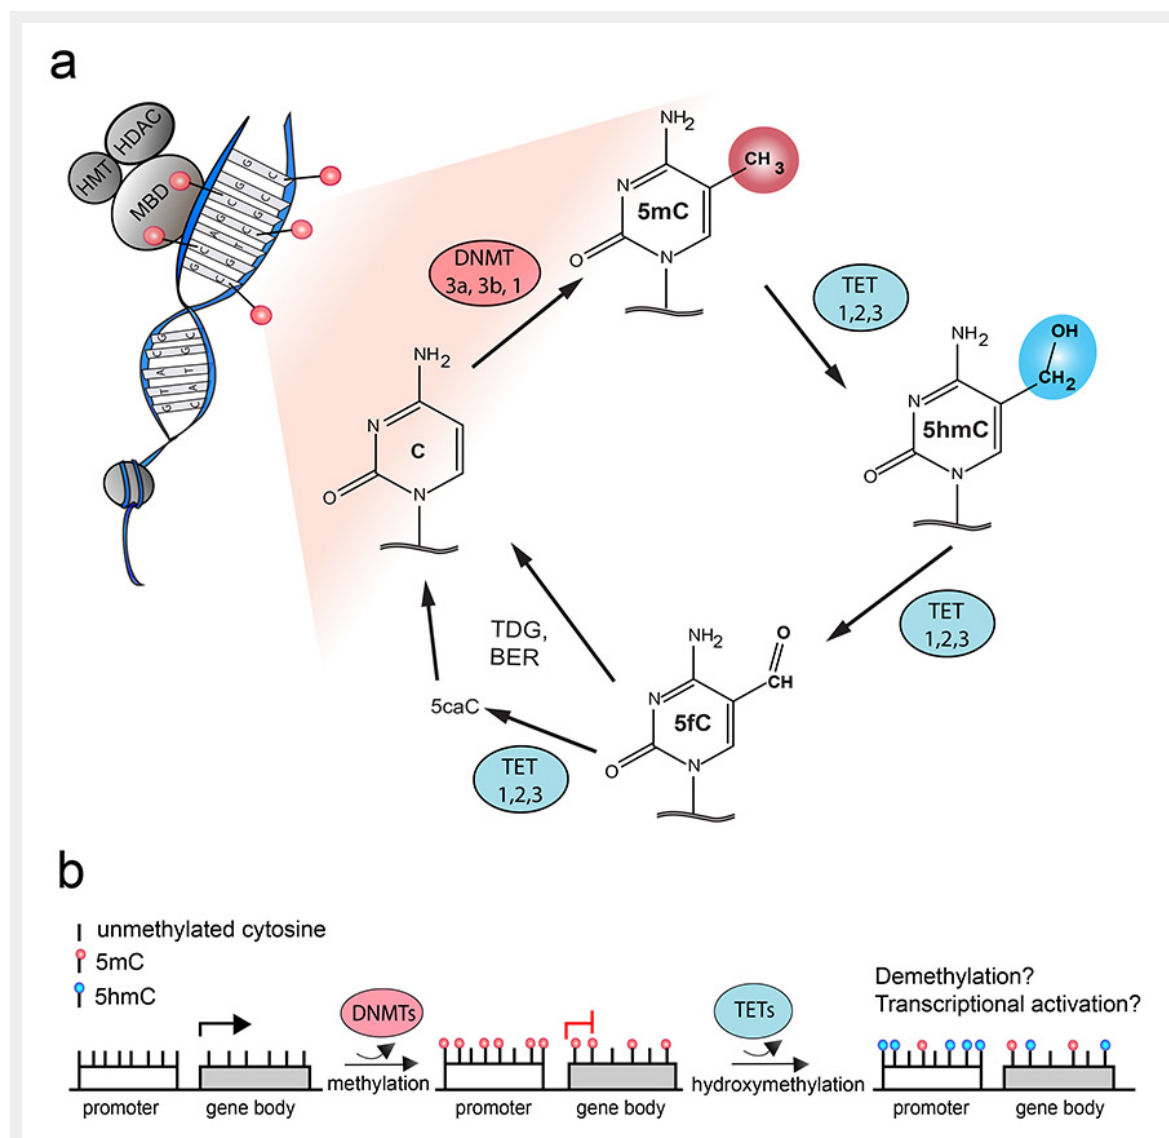 a
HDAC
HMT
MBD
G C
C G
G C
G C
A T
C G
G C
NH2
CH3
N
5mC
O
N
DNMT
3a, 3b, 1
TET
1,2,3
NH2
OH
CH2
N
5hmC
O
N
NH2
N
C
O
N
TET
1,2,3
TDG,
BER
NH2
O
CH
N
5fC
O
N
5caC
TET
1,2,3
b
unmethylated cytosine
5mC
5hmC
DNMTs
methylation
TETs
hydroxymethylation
Demethylation?
Transcriptional activation?
promoter
gene body
promoter
gene body
promoter
gene body